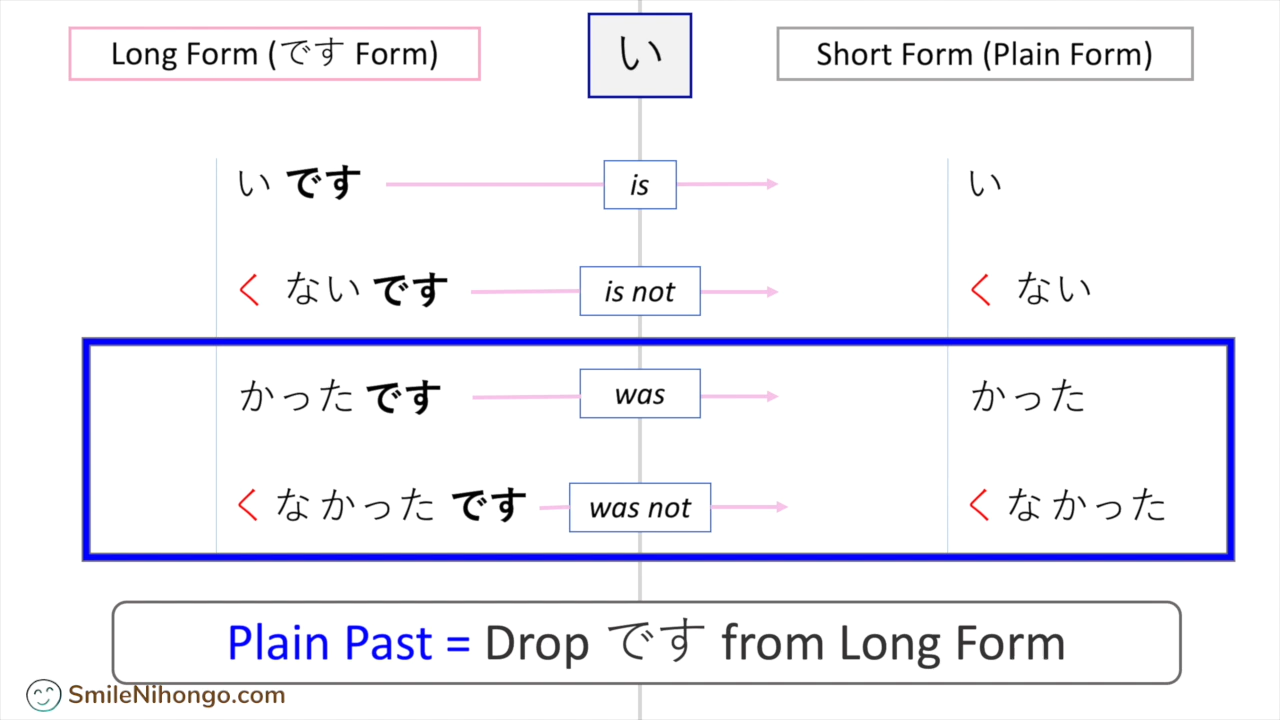 Long Form (です Form) い Short Form (Plain Form)
い です is い
く ない です is not く ない
かった です was かった
く なかった です was not く なかった
Plain Past = Drop です from Long Form
SmileNihongo.com